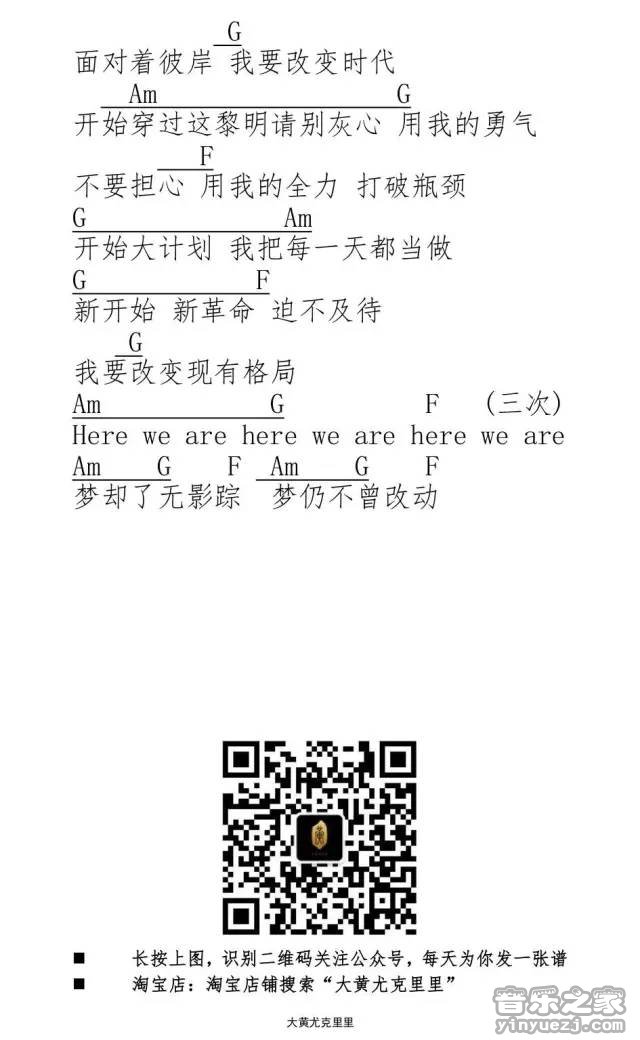 G
面对着彼岸 我要改变时代
Am G
开始穿过这黎明请别灰心 用我的勇气
F
不要担心 用我的全力 打破瓶颈
G Am
开始大计划 我把每一天都当做
G F
新开始 新革命 迫不及待
G
我要改变现有格局
Am G F (三次)
Here we are here we are here we are
Am G F Am G F
梦却了无影踪 梦仍不曾改动
■ 长按上图，识别二维码关注公众号，每天为你发一张谱
■ 淘宝店：淘宝店铺搜索“大黄尤克里里”
音乐之家
yinyuezj.com
大黄尤克里里